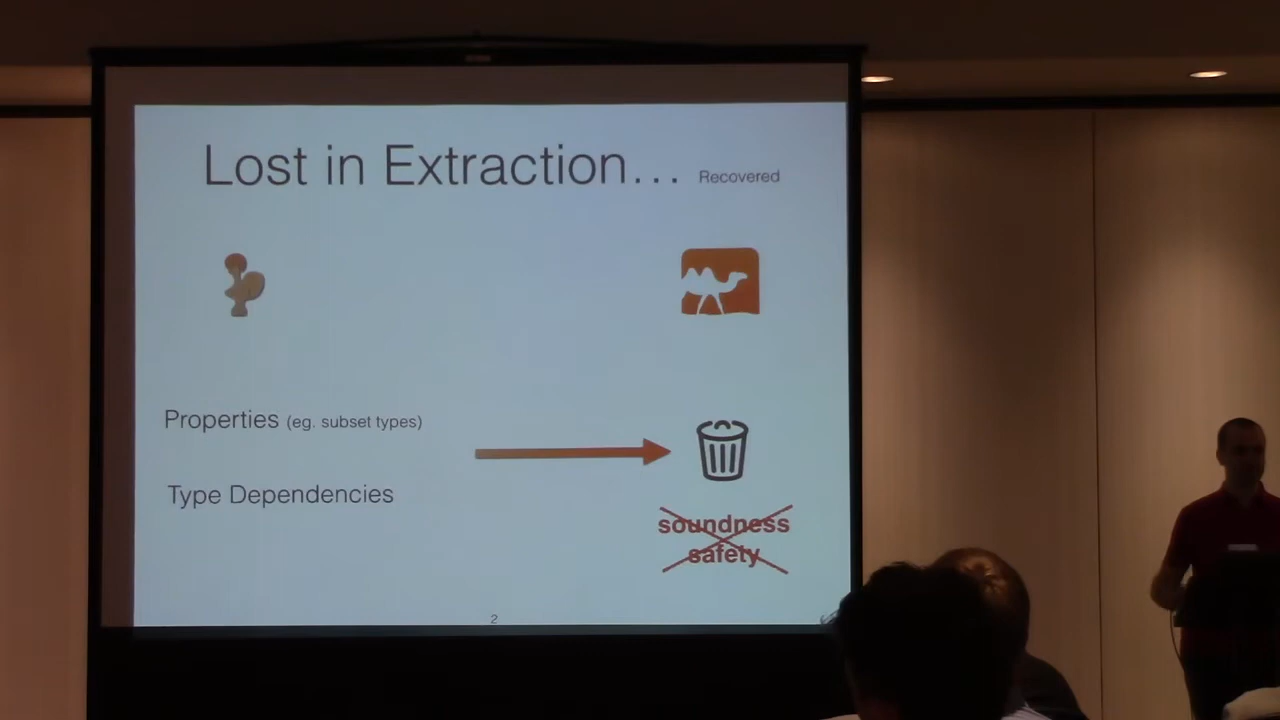 Lost in Extraction... Recovered
Properties (eg. subset types)
Type Dependencies
soundness
safety
2